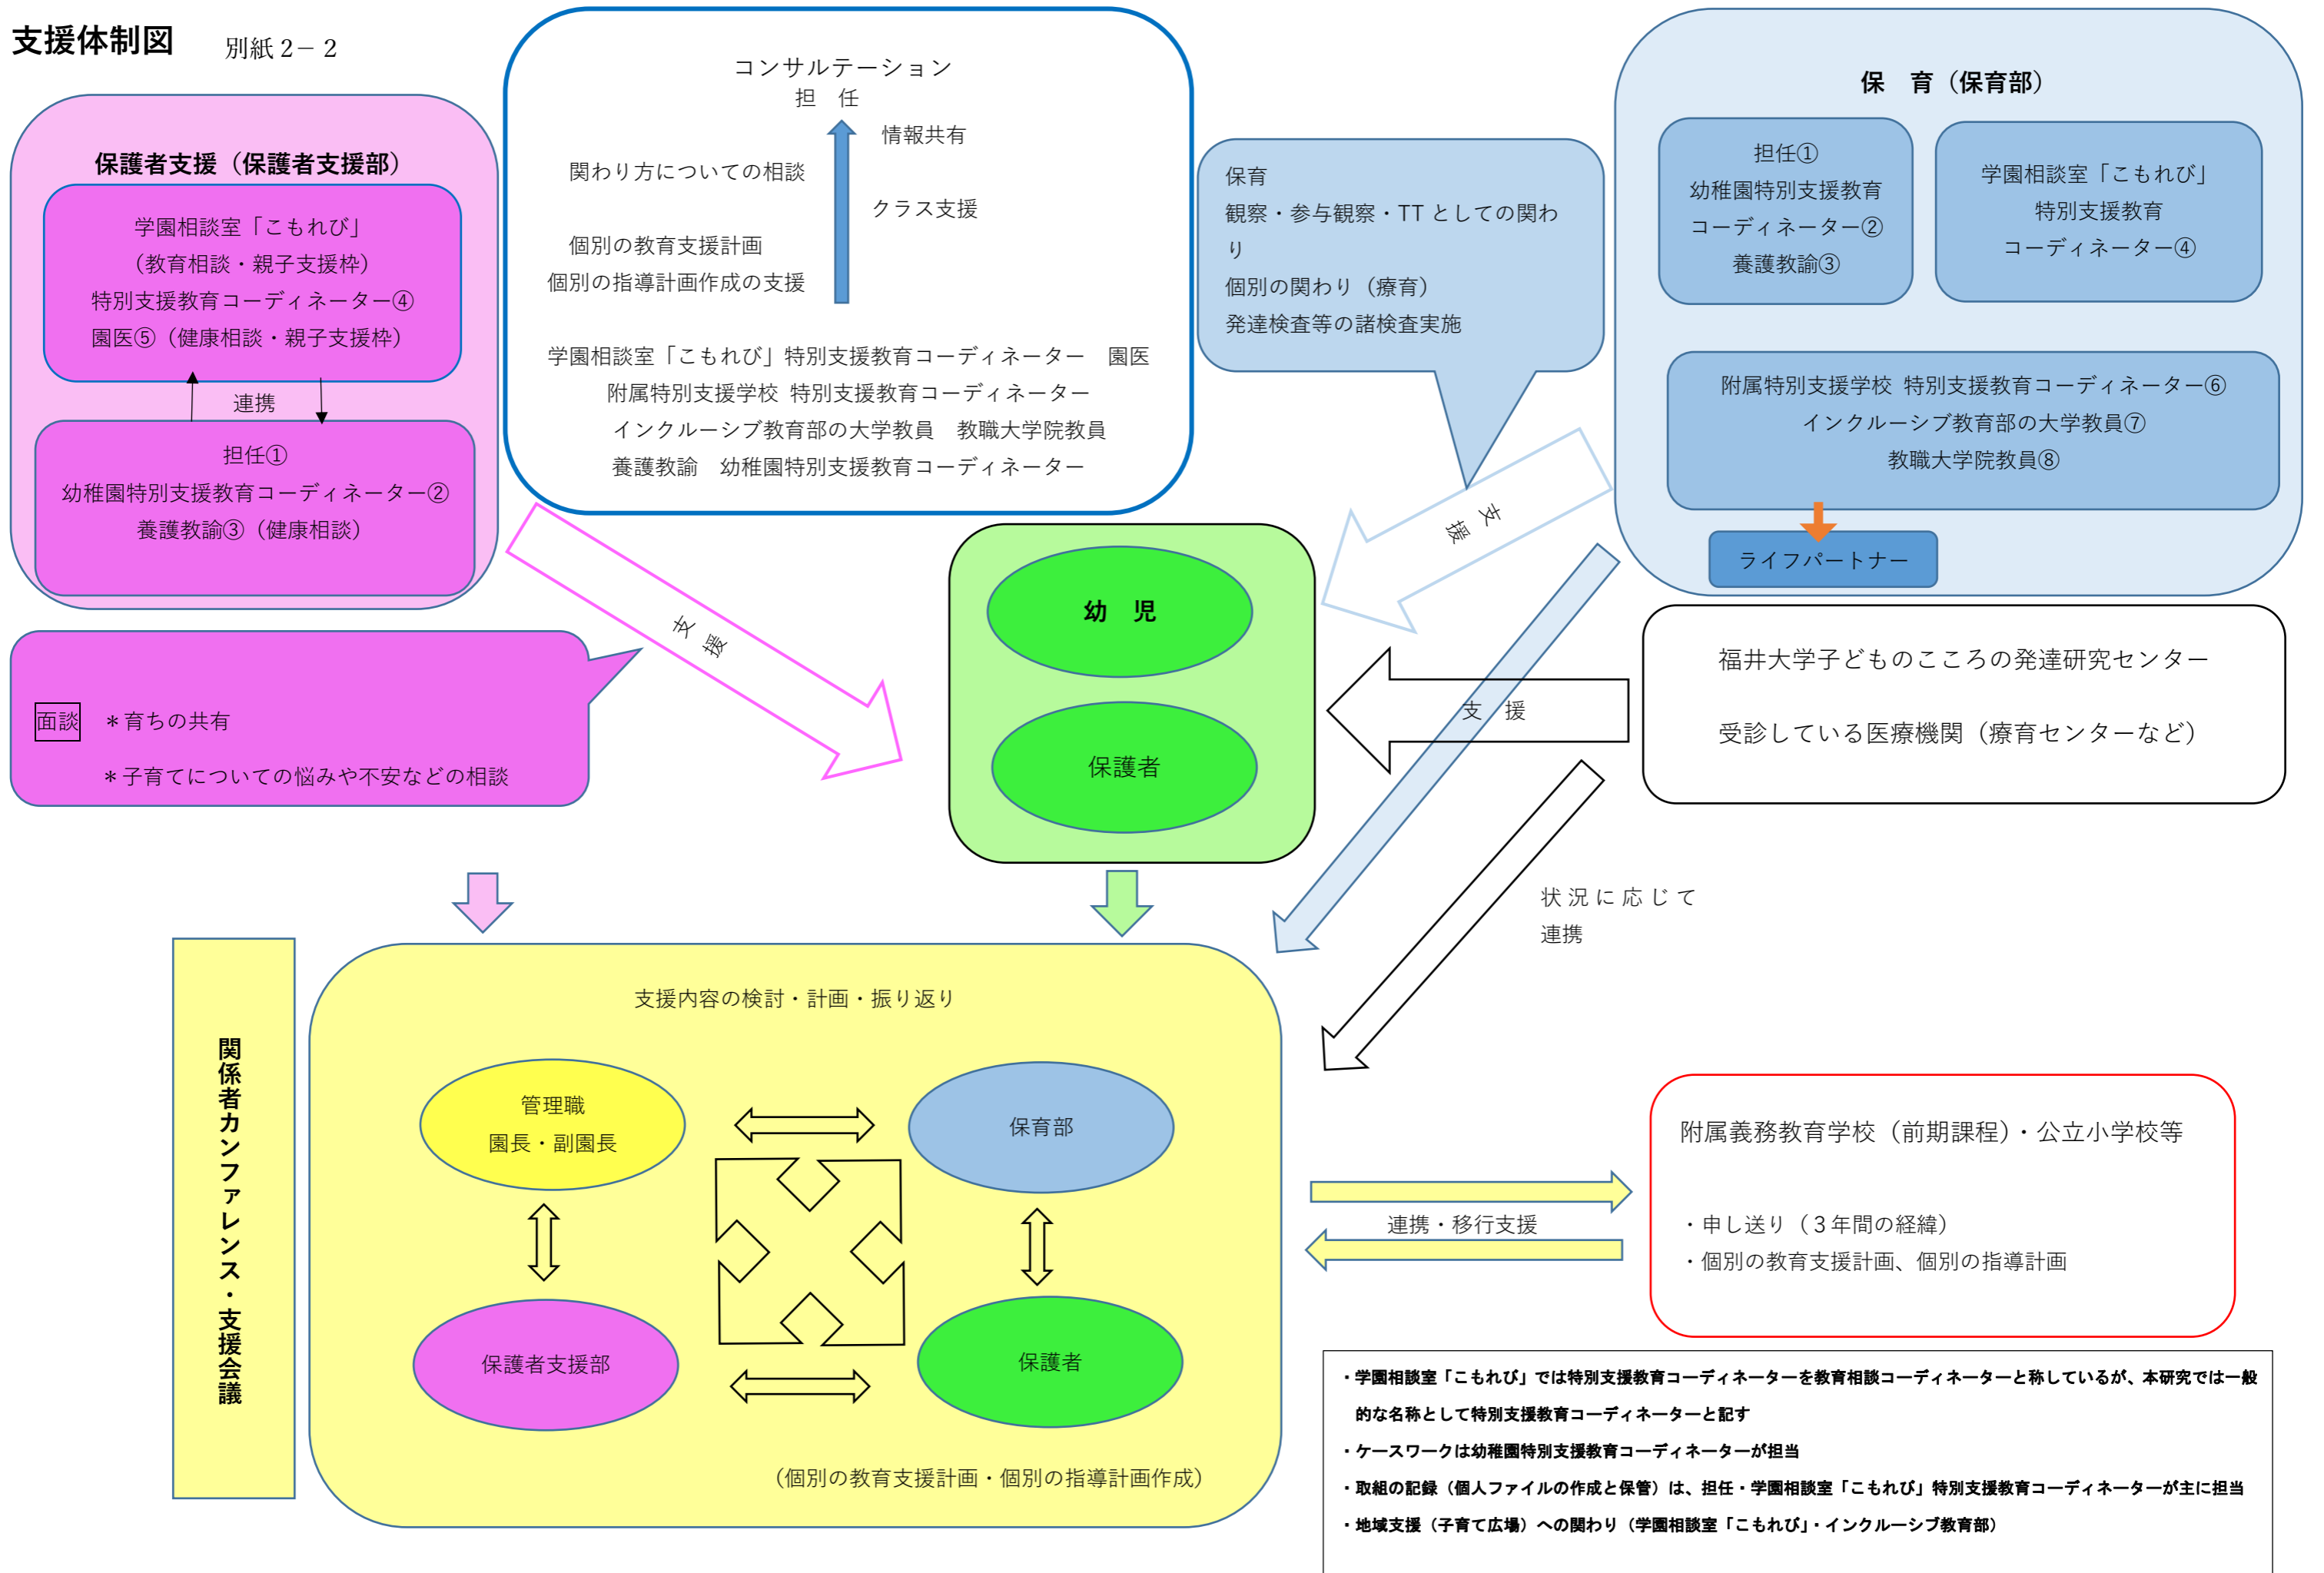 支援体制図 別紙2－2
保護者支援（保護者支援部）
学園相談室「こもれび」
（教育相談・親子支援枠）
特別支援教育コーディネーター④
園医⑤（健康相談・親子支援枠）
連携
担任①
幼稚園特別支援教育コーディネーター②
養護教諭③（健康相談）
面談 ＊育ちの共有
＊子育てについての悩みや不安などの相談
コンサルテーション
担　任
情報共有
関わり方についての相談
クラス支援
個別の教育支援計画
個別の指導計画作成の支援
学園相談室「こもれび」特別支援教育コーディネーター　園医
附属特別支援学校 特別支援教育コーディネーター
インクルーシブ教育部の大学教員　教職大学院教員
養護教諭　幼稚園特別支援教育コーディネーター
保育
観察・参与観察・TTとしての関わ
り
個別の関わり（療育）
発達検査等の諸検査実施
保　育（保育部）
担任①
幼稚園特別支援教育
コーディネーター②
養護教諭③
学園相談室「こもれび」
特別支援教育
コーディネーター④
附属特別支援学校 特別支援教育コーディネーター⑥
インクルーシブ教育部の大学教員⑦
教職大学院教員⑧
ライフパートナー
支援
支援
幼　児
保護者
支　援
福井大学子どものこころの発達研究センター
受診している医療機関（療育センターなど）
状況に応じて
連携
関係者カンファレンス・支援会議
支援内容の検討・計画・振り返り
管理職
園長・副園長
保育部
保護者支援部
保護者
（個別の教育支援計画・個別の指導計画作成）
連携・移行支援
附属義務教育学校（前期課程）・公立小学校等
・申し送り（３年間の経緯）
・個別の教育支援計画、個別の指導計画
・学園相談室「こもれび」では特別支援教育コーディネーターを教育相談コーディネーターと称しているが、本研究では一般
的な名称として特別支援教育コーディネーターと記す
・ケースワークは幼稚園特別支援教育コーディネーターが担当
・取組の記録（個人ファイルの作成と保管）は、担任・学園相談室「こもれび」特別支援教育コーディネーターが主に担当
・地域支援（子育て広場）への関わり（学園相談室「こもれび」・インクルーシブ教育部）